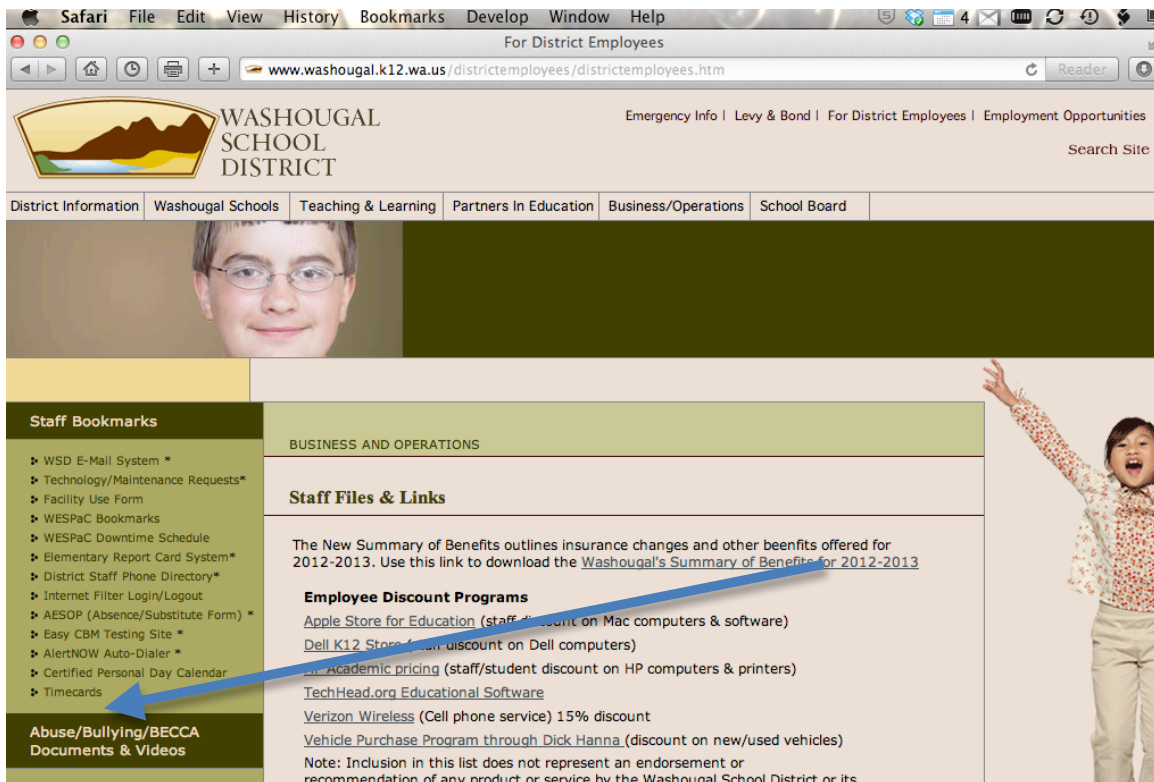 Safari File Edit View History Bookmarks Develop Window Help 4
For District Employees
www.washougal.k12.wa.us/districtemployees/districtemployees.htm Reader
WASHOUGAL
SCHOOL
DISTRICT
Emergency Info | Levy & Bond | For District Employees | Employment Opportunities
Search Site
District Information Washougal Schools Teaching & Learning Partners In Education Business/Operations School Board
Staff Bookmarks
WSD E-Mail System *
Technology/Maintenance Requests*
Facility Use Form
WESPaC Bookmarks
WESPaC Downtime Schedule
Elementary Report Card System*
District Staff Phone Directory*
Internet Filter Login/Logout
AESOP (Absence/Substitute Form) *
Easy CBM Testing Site *
AlertNOW Auto-Dialer *
Certified Personal Day Calendar
Timecards
Abuse/Bullying/BECCA
Documents & Videos
BUSINESS AND OPERATIONS
Staff Files & Links
The New Summary of Benefits outlines insurance changes and other beenfits offered for
2012-2013. Use this link to download the Washougal's Summary of Benefits for 2012-2013
Employee Discount Programs
Apple Store for Education (staff discount on Mac computers & software)
Dell K12 Store discount on Dell computers)
Academic pricing (staff/student discount on HP computers & printers)
TechHead.org Educational Software
Verizon Wireless (Cell phone service) 15% discount
Vehicle Purchase Program through Dick Hanna (discount on new/used vehicles)
Note: Inclusion in this list does not represent an endorsement or
recommendation of any product or service by the Washougal School District or its